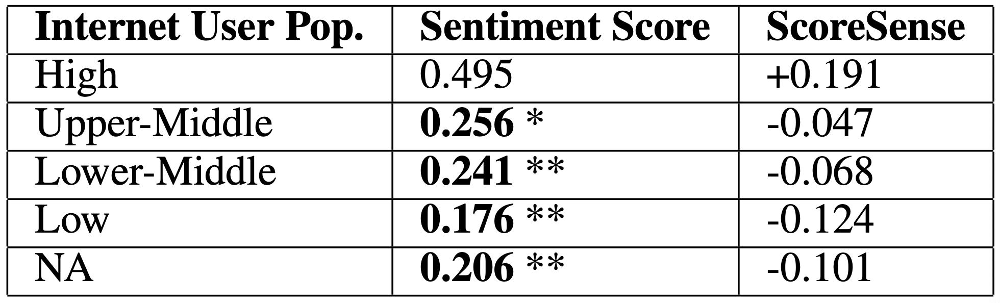 Internet User Pop. Sentiment Score ScoreSense
High 0.495 +0.191
Upper-Middle 0.256 * -0.047
Lower-Middle 0.241 ** -0.068
Low 0.176 ** -0.124
NA 0.206 ** -0.101